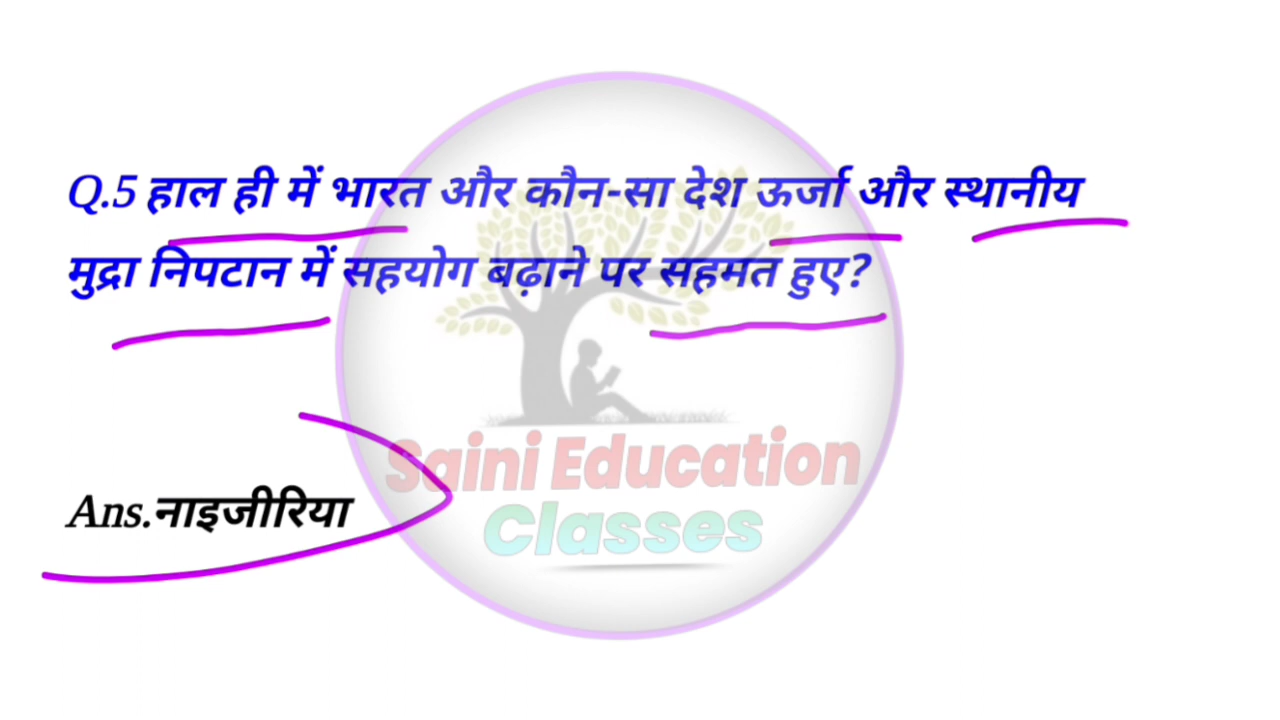 Q.5 हाल ही में भारत और कौन-सा देश ऊर्जा और स्थानीय
मुद्रा निपटान में सहयोग बढ़ाने पर सहमत हुए?
Saini Education
Classes
Ans.नाइजीरिया